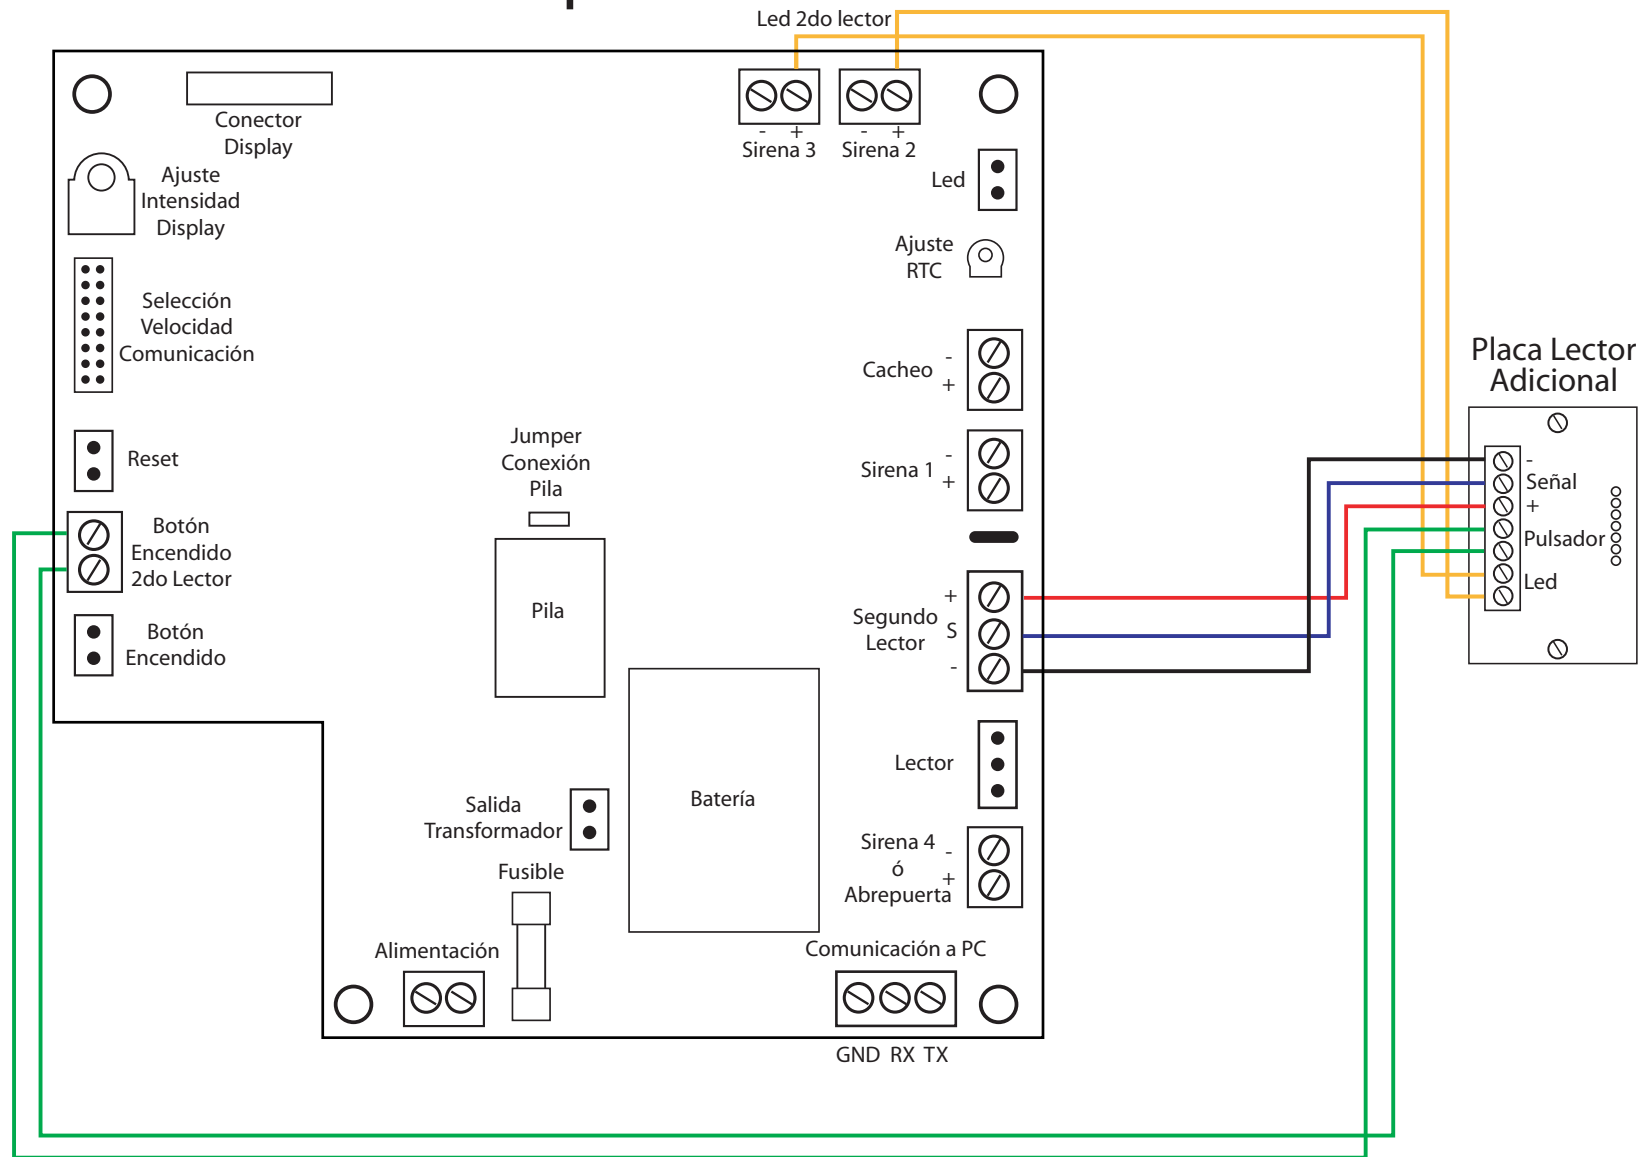 Led 2do lector
Conector
Display
- +
- +
Sirena 3
Sirena 2
Ajuste
Intensidad
Display
Led
Ajuste
RTC
Selección
Velocidad
Comunicación
Cacheo
-
+
Placa Lector
Adicional
Reset
Jumper
Conexión
Pila
Sirena 1
-
+
-
Señal
+
Pulsador
Led
Botón
Encendido
2do Lector
Pila
Segundo
Lector
+
S
-
Botón
Encendido
Lector
Salida
Transformador
Batería
Sirena 4
ó
Abrepuerta
-
+
Fusible
Alimentación
Comunicación a PC
GND RX TX